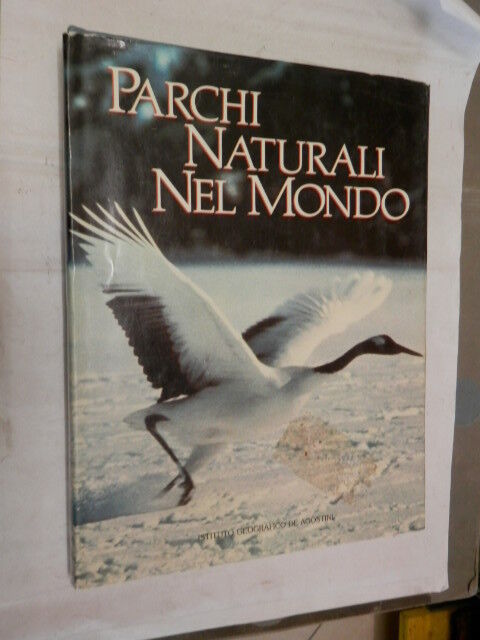 PARCHI
NATURALI
NEL MONDO
ISTITUTO GEOGRAFICO DE AGOSTINI